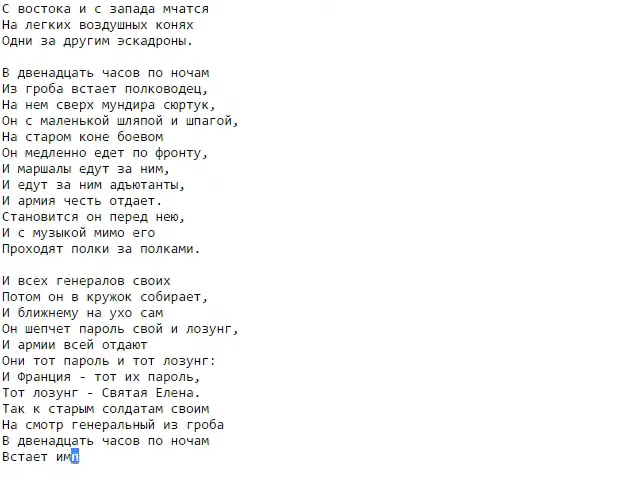 С востока и с запада мчатся
На легких воздушных конях
Одни за другим эскадроны.

В двенадцать часов по ночам
Из гроба встает полководец,
На нем сверх мундира сюртук,
Он с маленькой шляпой и шпагой,
На старом коне боевом
Он медленно едет по фронту,
И маршалы едут за ним,
И едут за ним адъютанты,
И армия честь отдает.
Становится он перед нею,
И с музыкой мимо его
Проходят полки за полками.

И всех генералов своих
Потом он в кружок собирает,
И ближнему на ухо сам
Он шепчет пароль свой и лозунг,
И армии всей отдают
Они тот пароль и тот лозунг:
И Франция - тот их пароль,
Тот лозунг - Святая Елена.
Так к старым солдатам своим
На смотр генеральный из гроба
В двенадцать часов по ночам
Встает имп